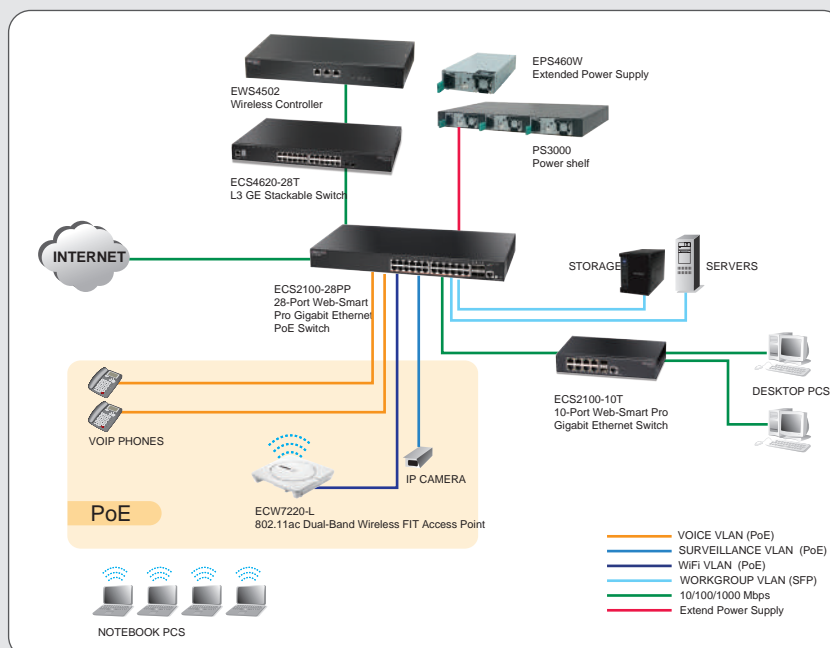 EPS460W
Extended Power Supply
EWS4502
Wireless Controller
PS3000
Power shelf
ECS4620-28T
L3 GE Stackable Switch
INTERNET
STORAGE
SERVERS
ECS2100-28PP
28-Port Web-Smart
Pro Gigabit Ethernet
PoE Switch
ECS2100-10T
10-Port Web-Smart Pro
Gigabit Ethernet Switch
DESKTOP PCS
VOIP PHONES
IP CAMERA
ECW7220-L
802.11ac Dual-Band Wireless FIT Access Point
PoE
VOICE VLAN (PoE)
SURVEILLANCE VLAN (PoE)
WiFi VLAN (PoE)
WORKGROUP VLAN (SFP)
10/100/1000 Mbps
Extend Power Supply
NOTEBOOK PCS